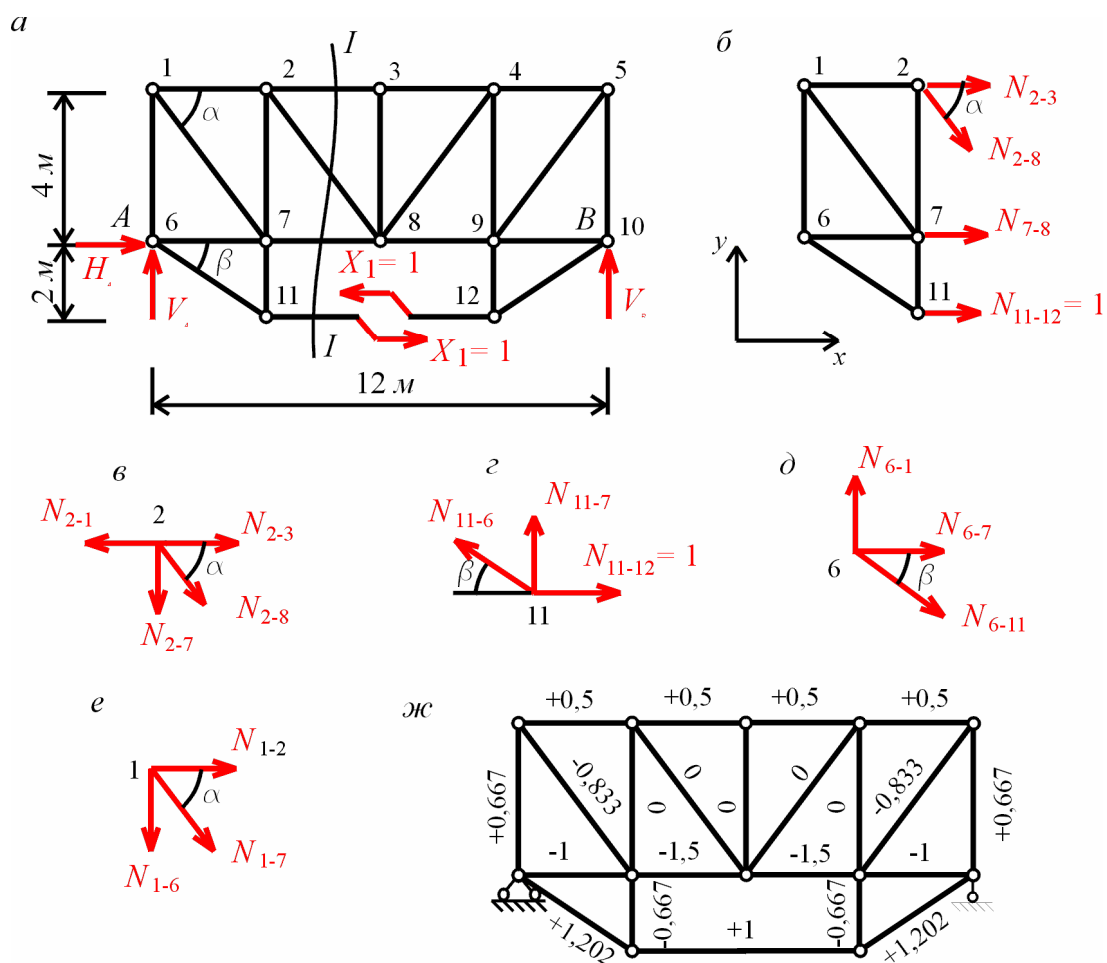 а
I
1 2 3 4 5
α
4 м
A 6 7 8 9 B 10
H
β
2 м
X1 = 1
V V
11 12
I X1 = 1
12 м
б
1 2
N2-3
α
N2-8
6 7
N7-8
y
11
N11-12 = 1
x
в
N2-1 2 N2-3
α
N2-8
N2-7
г
N11-6 N11-7
N11-12 = 1
β
11
д
N6-1
N6-7
6 β
N6-11
е
1 N1-2
α
N1-7
N1-6
ж
+0,5 +0,5 +0,5 +0,5
+0,667 -0,833 0 0 0 0 0 -0,833 +0,667
-1 -1,5 -1,5 -1
-0,667 -0,667
+1
+1,202 +1,202